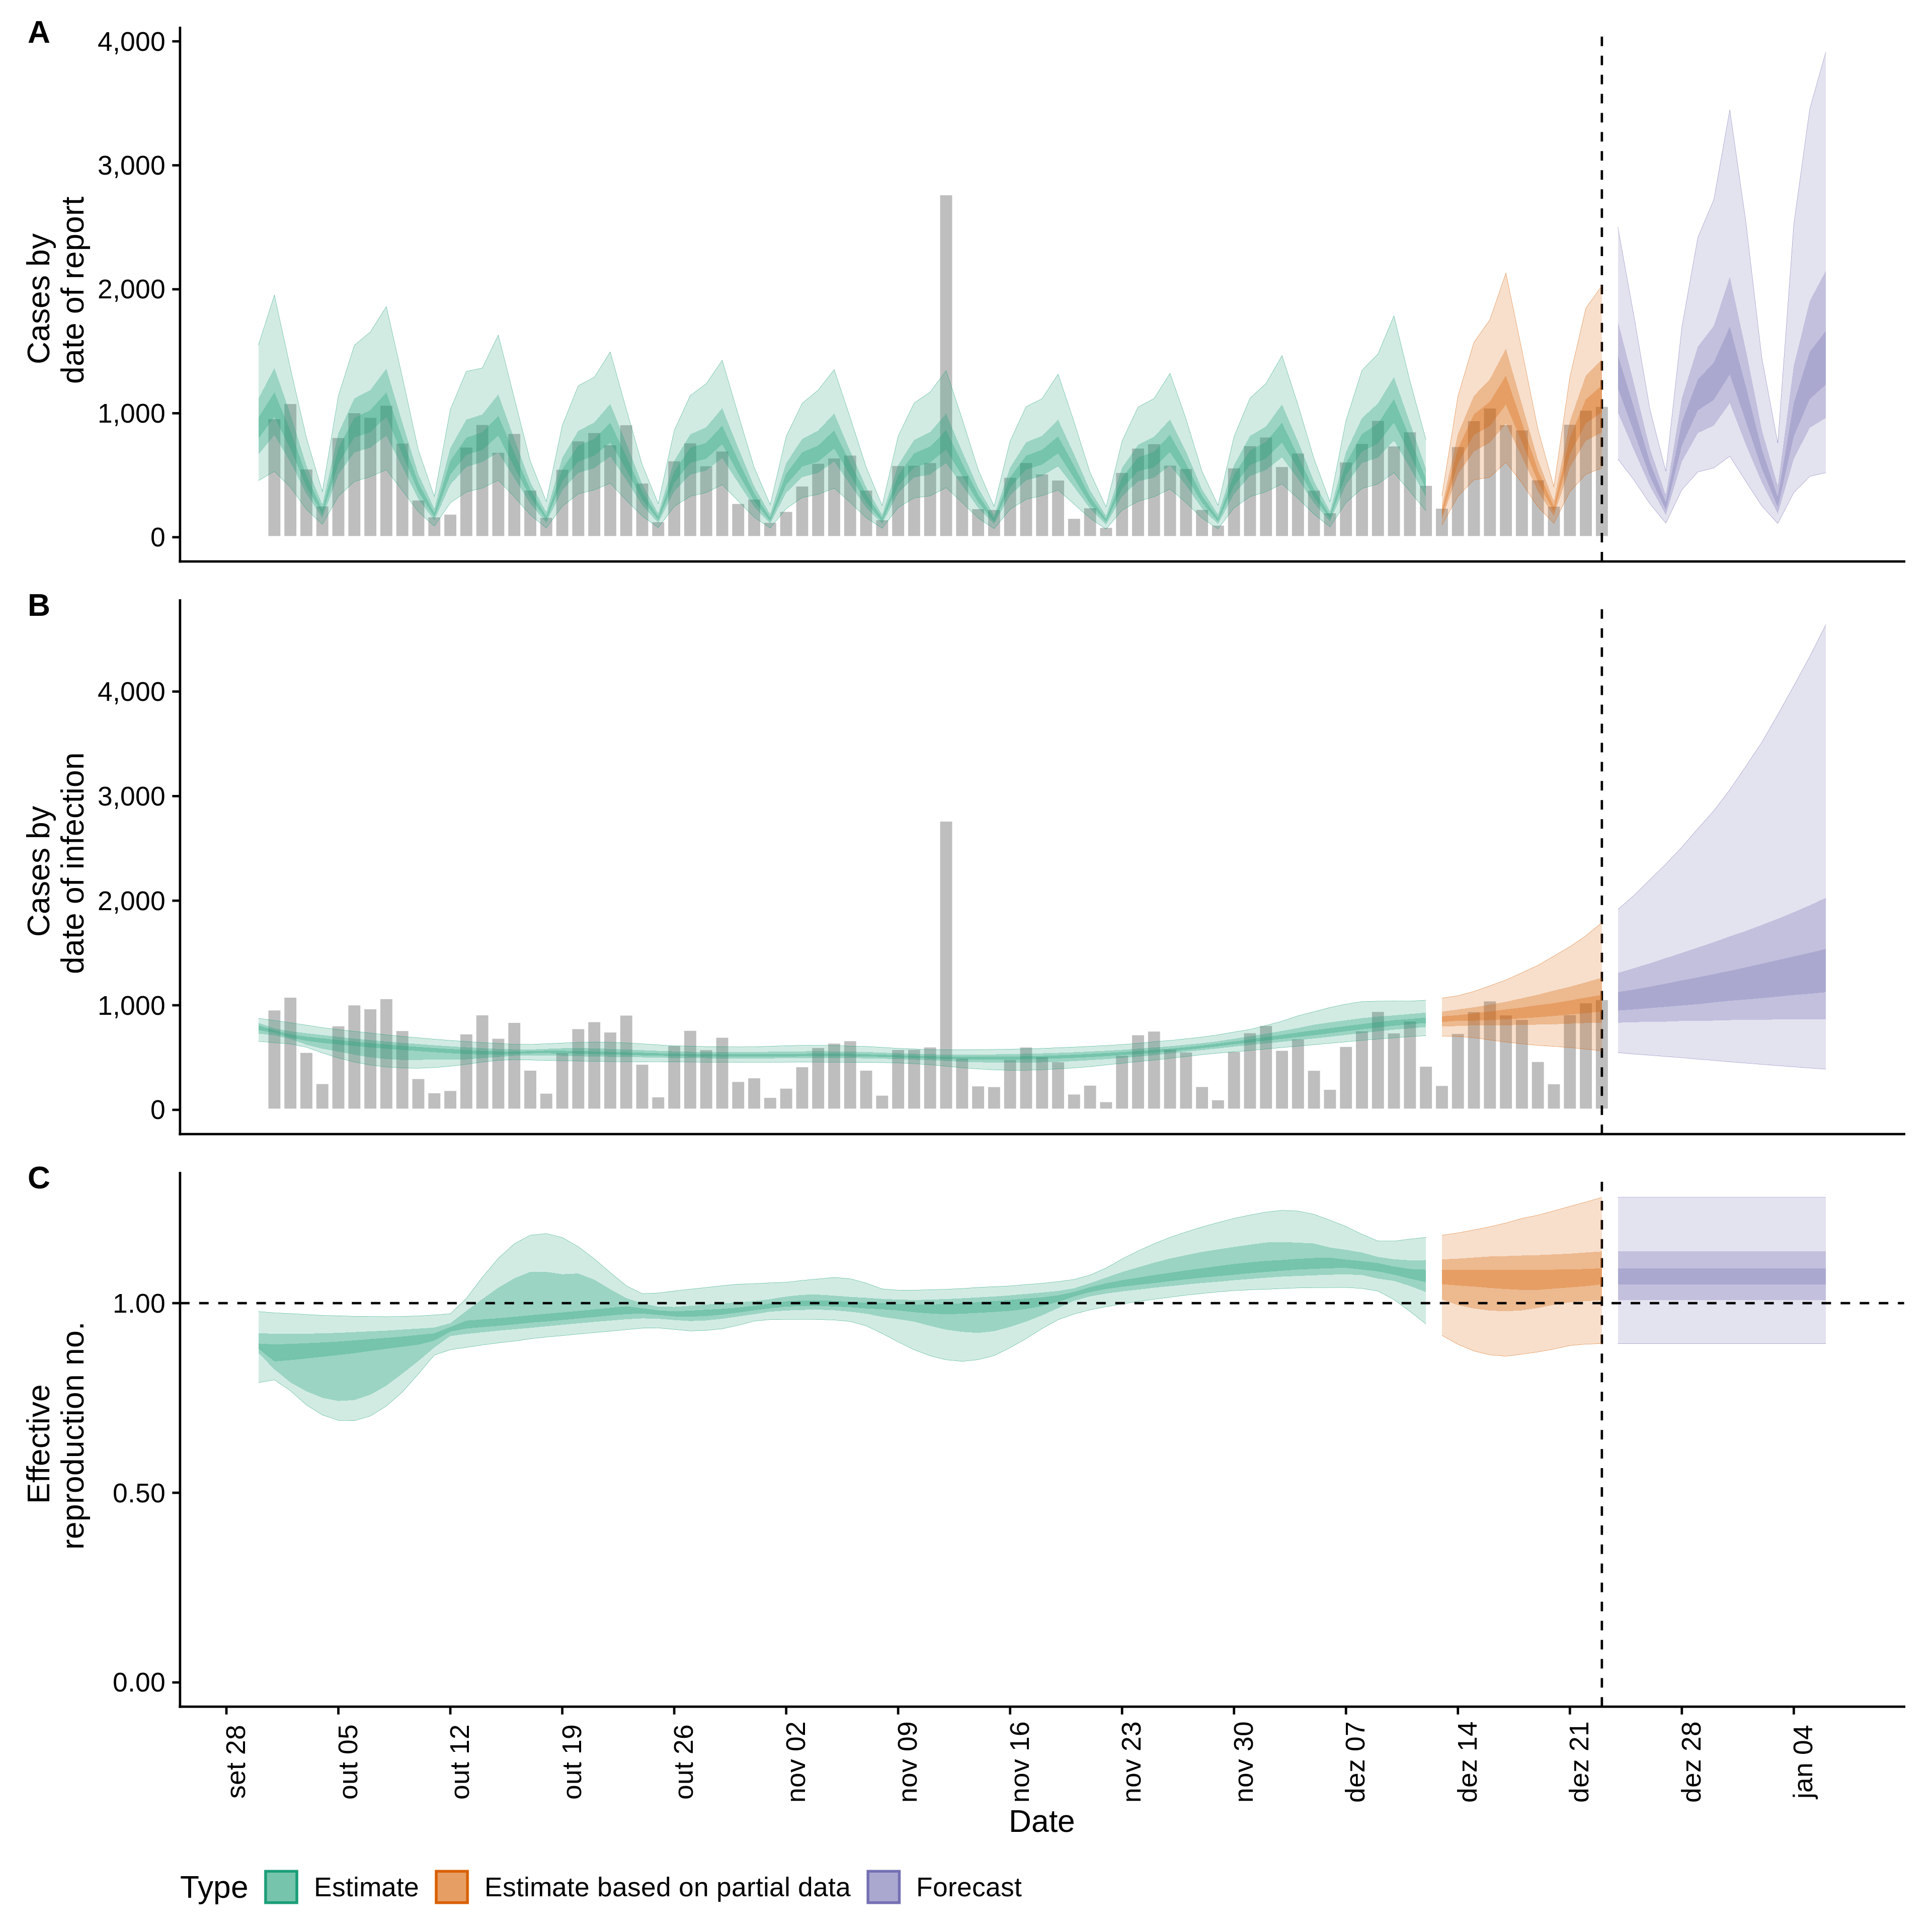 A
Cases by
date of report
4,000
3,000
2,000
1,000
0
B
Cases by
date of infection
4,000
3,000
2,000
1,000
0
C
Effective
reproduction no.
1.00
0.50
0.00
set 28
out 05
out 12
out 19
out 26
nov 02
nov 09
nov 16
nov 23
nov 30
dez 07
dez 14
dez 21
dez 28
jan 04
Date
Type Estimate Estimate based on partial data Forecast